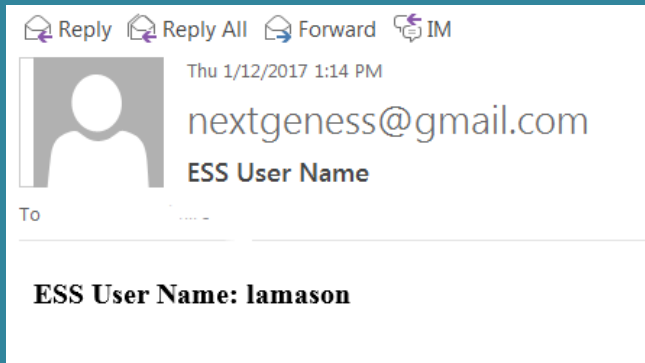 Reply Reply All Forward IM
Thu 1/12/2017 1:14 PM
nextgeness@gmail.com
ESS User Name
To
ESS User Name: lamason